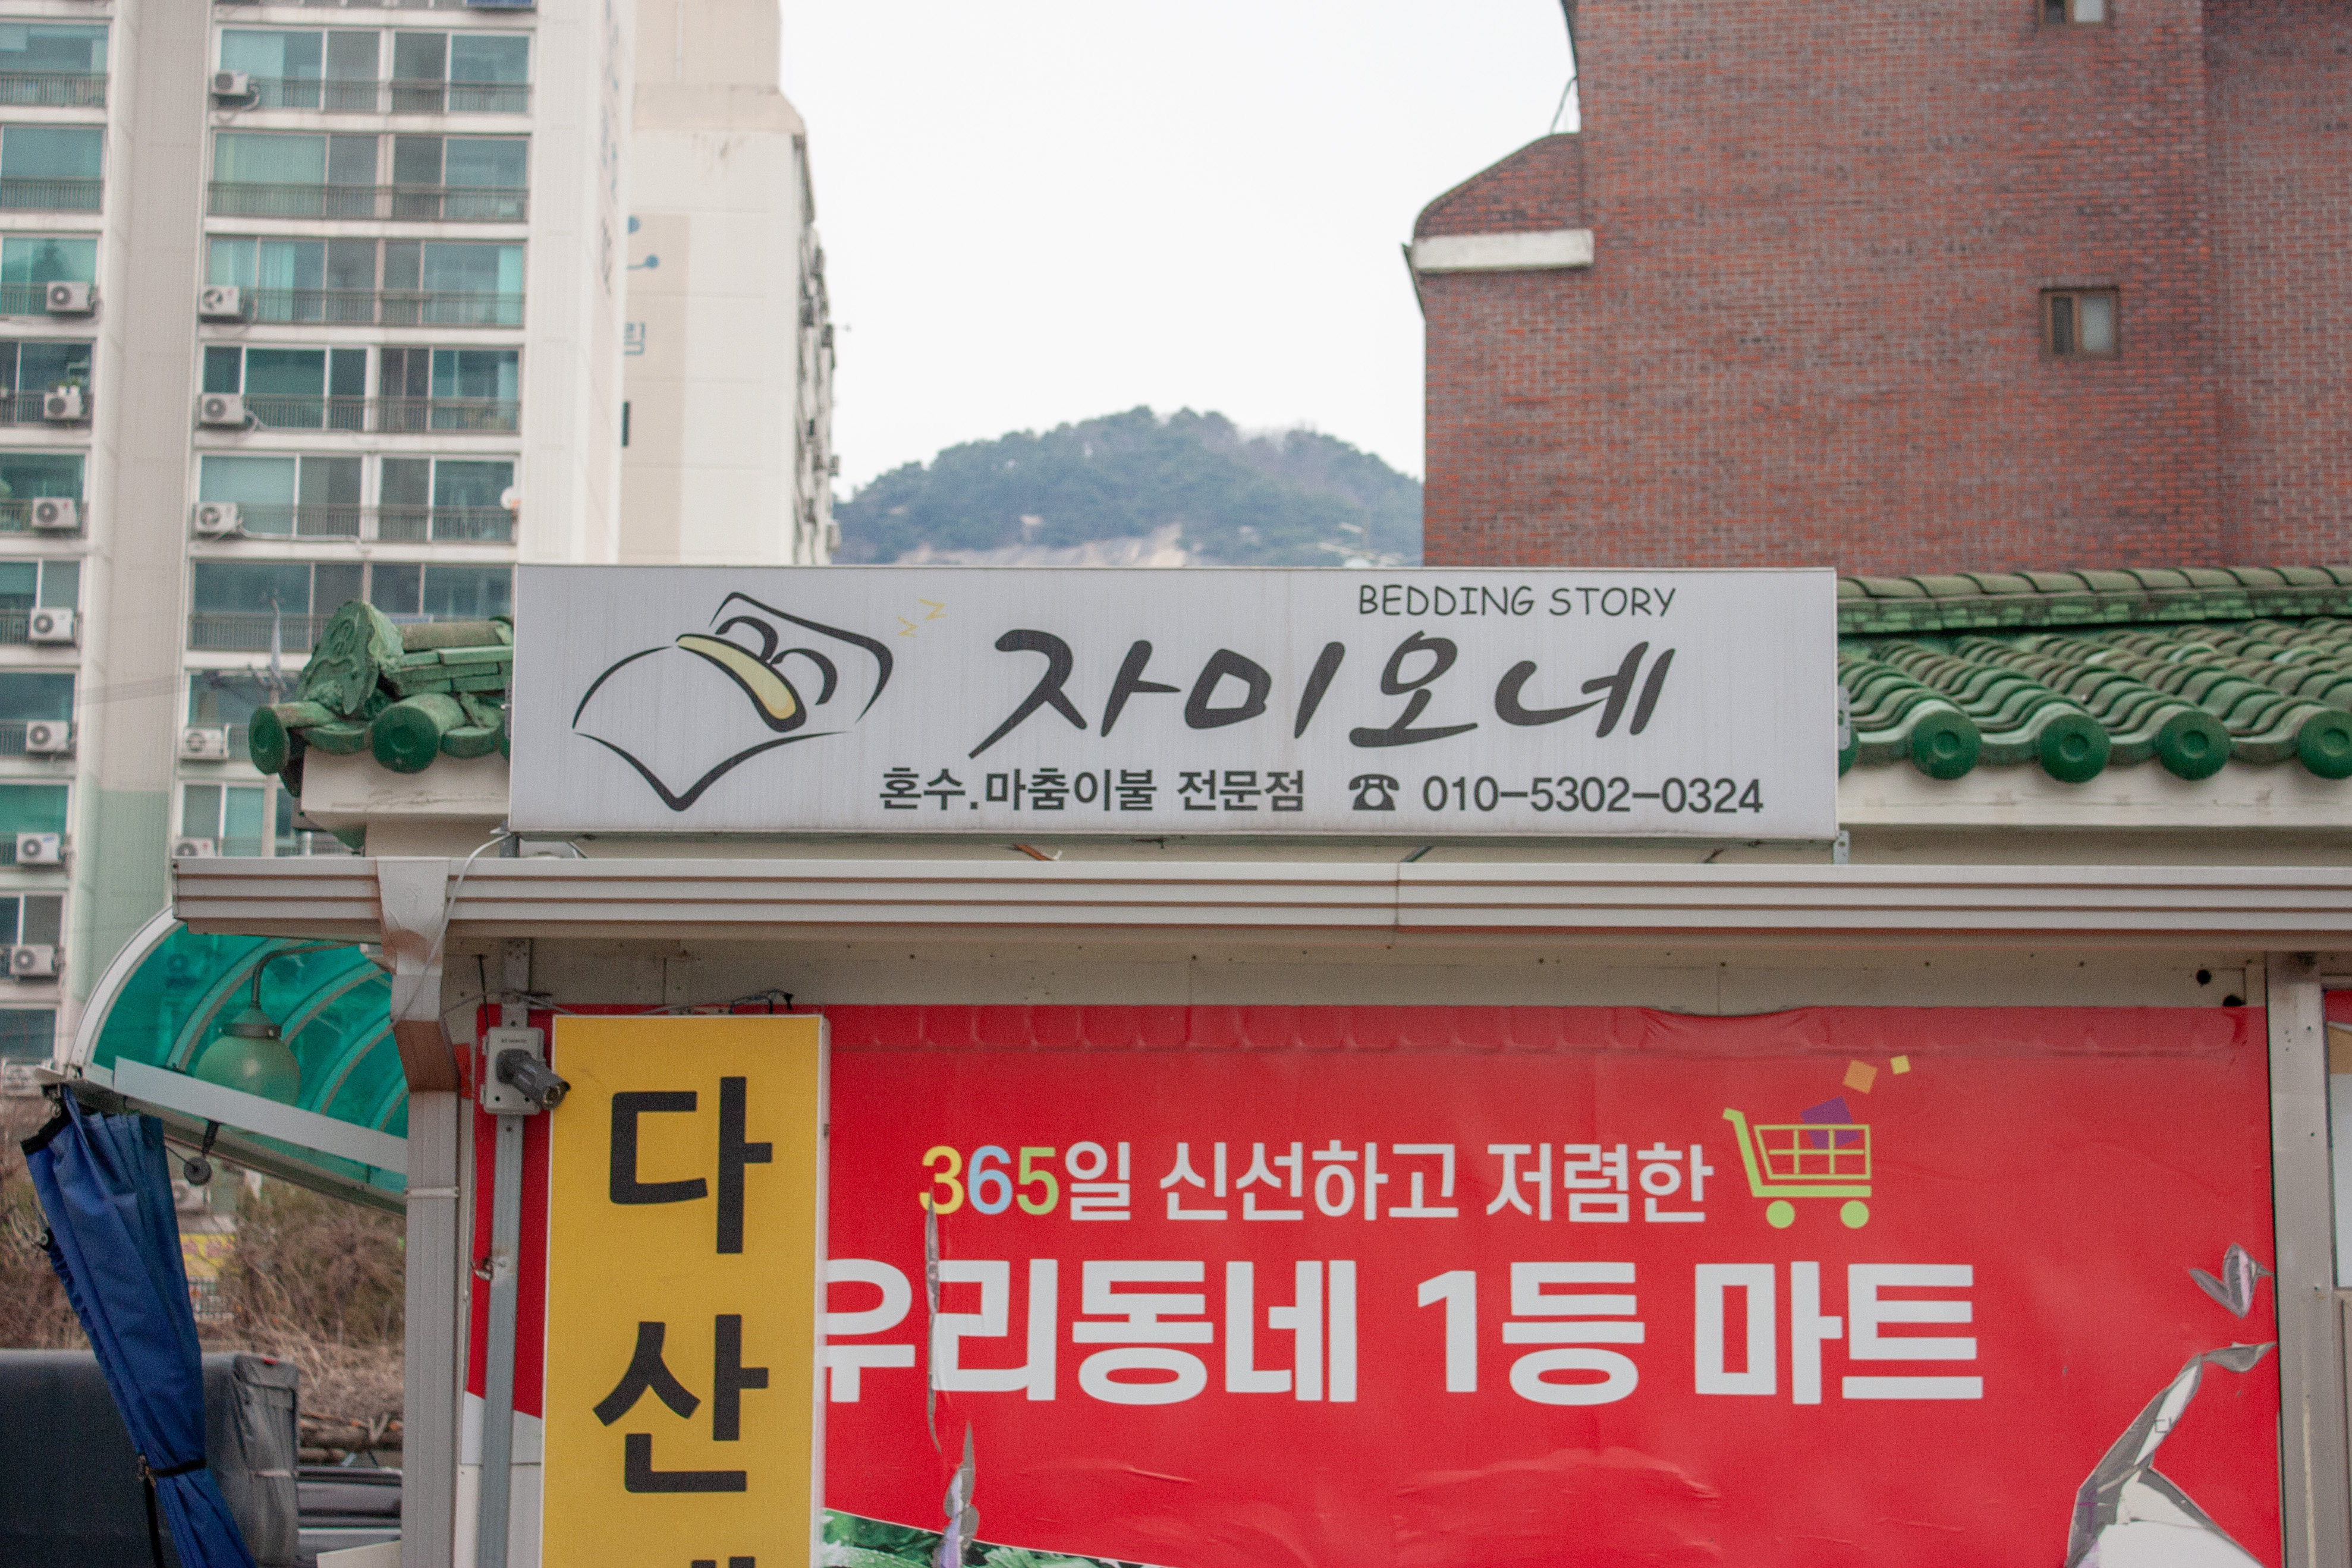 BEDDING STORY
자미오네
혼수.마춤이불 전문점 ☎ 010-5302-0324
365일 신선하고 저렴한
우리동네 1등 마트
다
산